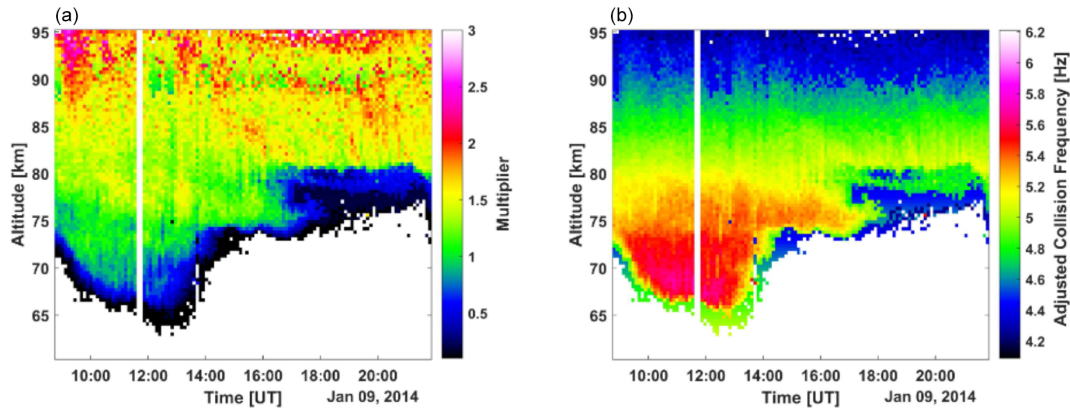 (a)
95
90
85
80
75
70
65
Altitude [km]
10:00 12:00 14:00 16:00 18:00 20:00
Time [UT]
Jan 09, 2014
3
2.5
2
1.5
1
0.5
Multiplier
(b)
95
90
85
80
75
70
65
Altitude [km]
10:00 12:00 14:00 16:00 18:00 20:00
Time [UT]
Jan 09, 2014
6.2
6
5.8
5.6
5.4
5.2
5
4.8
4.6
4.4
4.2
Adjusted Collision Frequency [Hz]